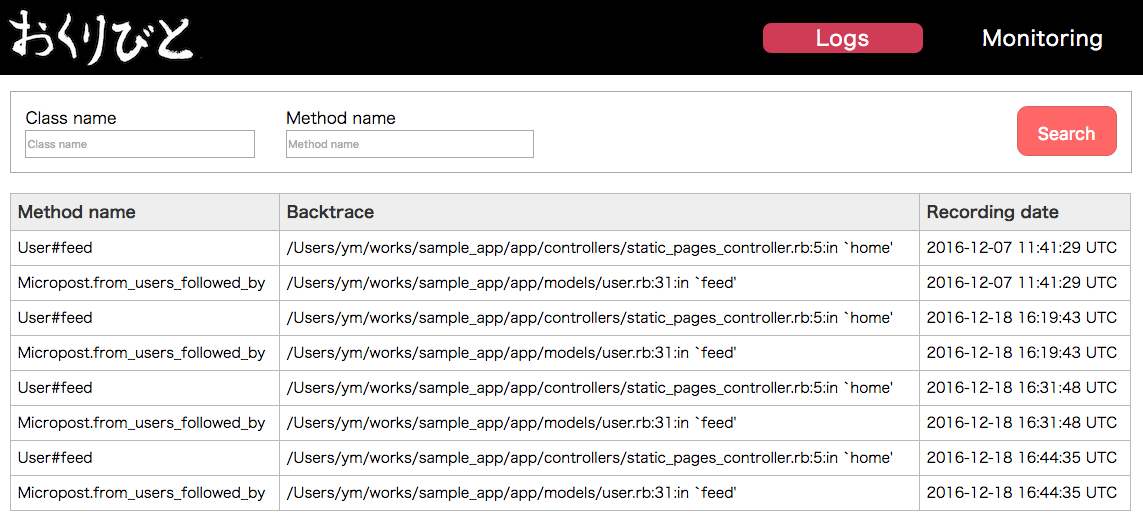 おくりびと
Logs
Monitoring
Class name
Method name
Class name
Method name
Search
Method name Backtrace Recording date
User#feed /Users/ym/works/sample_app/app/controllers/static_pages_controller.rb:5:in `home' 2016-12-07 11:41:29 UTC
Micropost.from_users_followed_by /Users/ym/works/sample_app/app/models/user.rb:31:in `feed' 2016-12-07 11:41:29 UTC
User#feed /Users/ym/works/sample_app/app/controllers/static_pages_controller.rb:5:in `home' 2016-12-18 16:19:43 UTC
Micropost.from_users_followed_by /Users/ym/works/sample_app/app/models/user.rb:31:in `feed' 2016-12-18 16:19:43 UTC
User#feed /Users/ym/works/sample_app/app/controllers/static_pages_controller.rb:5:in `home' 2016-12-18 16:31:48 UTC
Micropost.from_users_followed_by /Users/ym/works/sample_app/app/models/user.rb:31:in `feed' 2016-12-18 16:31:48 UTC
User#feed /Users/ym/works/sample_app/app/controllers/static_pages_controller.rb:5:in `home' 2016-12-18 16:44:35 UTC
Micropost.from_users_followed_by /Users/ym/works/sample_app/app/models/user.rb:31:in `feed' 2016-12-18 16:44:35 UTC